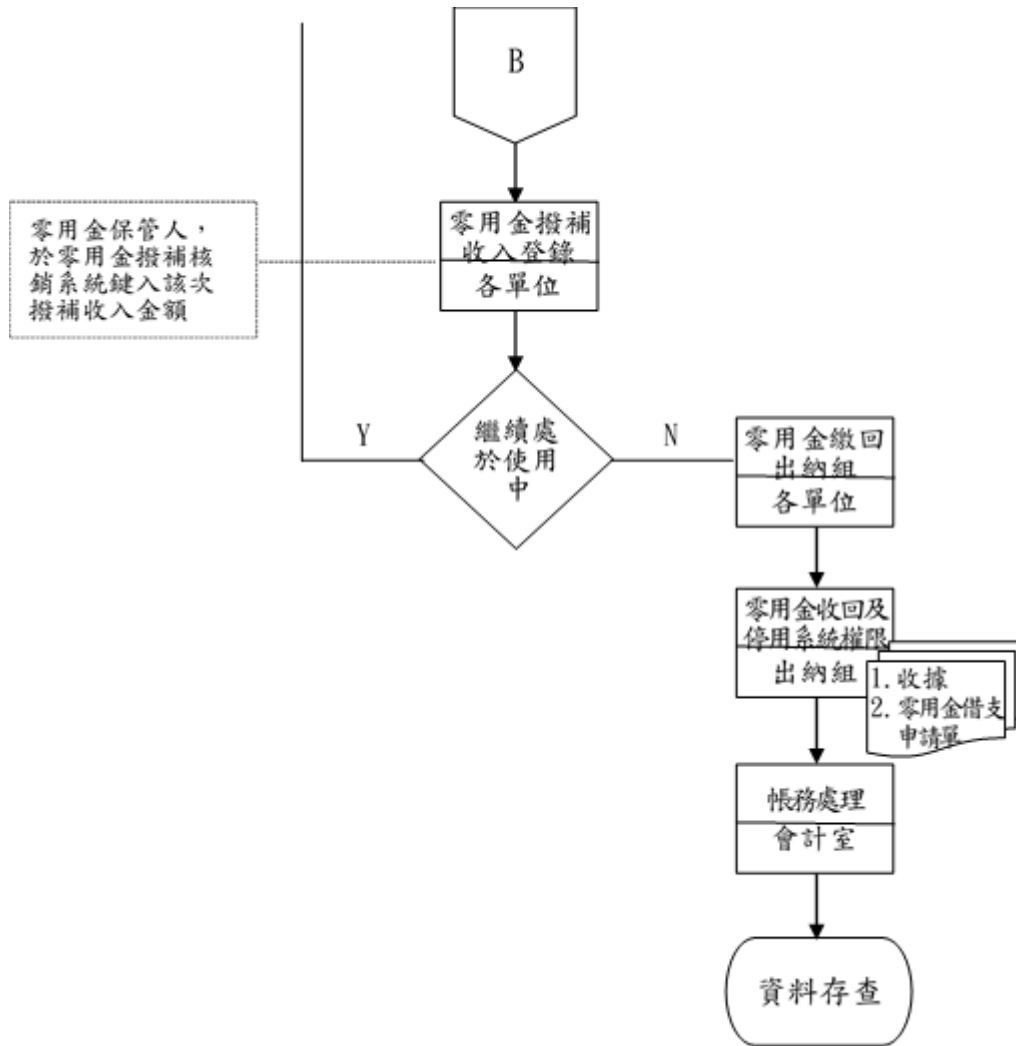 B
零用金撥補
收入登錄
各單位
零用金保管人，
於零用金撥補核
銷系統鍵入該次
撥補收入金額
繼續處
於使用
中
Y
N
零用金繳回
出納組
各單位
零用金收回及
停用系統權限
出納組
1. 收據
2. 零用金借支
申請單
帳務處理
會計室
資料存查